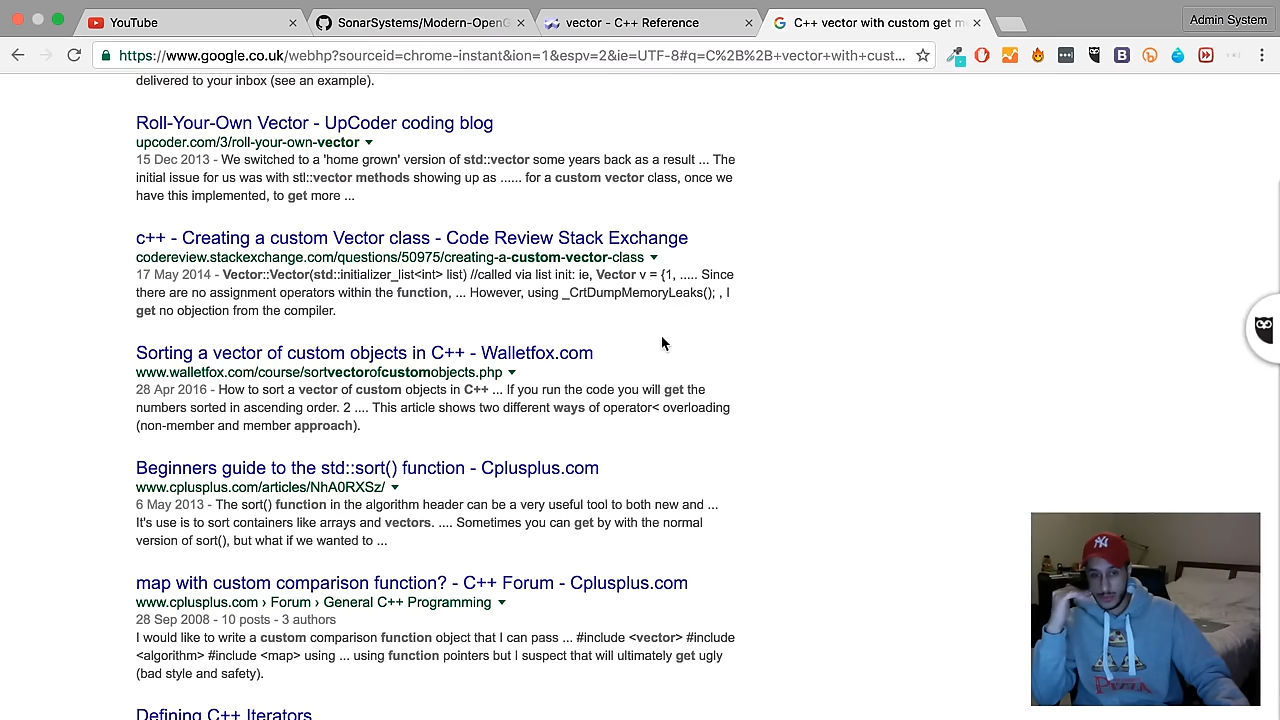 YouTube
SonarSystems/Modern-OpenG
vector - C++ Reference
C++ vector with custom get me
Admin System
https://www.google.co.uk/webhp?sourceid=chrome-instant&ion=1&espv=2&ie=UTF-8#q=C%2B%2B+vector+with+cust...
delivered to your inbox (see an example).
Roll-Your-Own Vector - UpCoder coding blog
upcoder.com/3/roll-your-own-vector
15 Dec 2013 - We switched to a 'home grown' version of std::vector some years back as a result ... The
initial issue for us was with stl::vector methods showing up as ...... for a custom vector class, once we
have this implemented, to get more ...
c++ - Creating a custom Vector class - Code Review Stack Exchange
codereview.stackexchange.com/questions/50975/creating-a-custom-vector-class
17 May 2014 - Vector::Vector(std::initializer_list<int> list) //called via list init: ie, Vector v = {1, ..... Since
there are no assignment operators within the function, ... However, using _CrtDumpMemoryLeaks(); , I
get no objection from the compiler.
Sorting a vector of custom objects in C++ - Walletfox.com
www.walletfox.com/course/sortvectorofcustomobjects.php
28 Apr 2016 - How to sort a vector of custom objects in C++ ... If you run the code you will get the
numbers sorted in ascending order. 2 .... This article shows two different ways of operator< overloading
(non-member and member approach).
Beginners guide to the std::sort() function - Cplusplus.com
www.cplusplus.com/articles/NhA0RXSz/
6 May 2013 - The sort() function in the algorithm header can be a very useful tool to both new and ...
It's use is to sort containers like arrays and vectors. .... Sometimes you can get by with the normal
version of sort(), but what if we wanted to ...
map with custom comparison function? - C++ Forum - Cplusplus.com
www.cplusplus.com › Forum › General C++ Programming
28 Sep 2008 - 10 posts - 3 authors
I would like to write a custom comparison function object that I can pass ... #include <vector> #include
<algorithm> #include <map> using ... using function pointers but I suspect that will ultimately get ugly
(bad style and safety).
Defining C++ Iterators
PIZZA